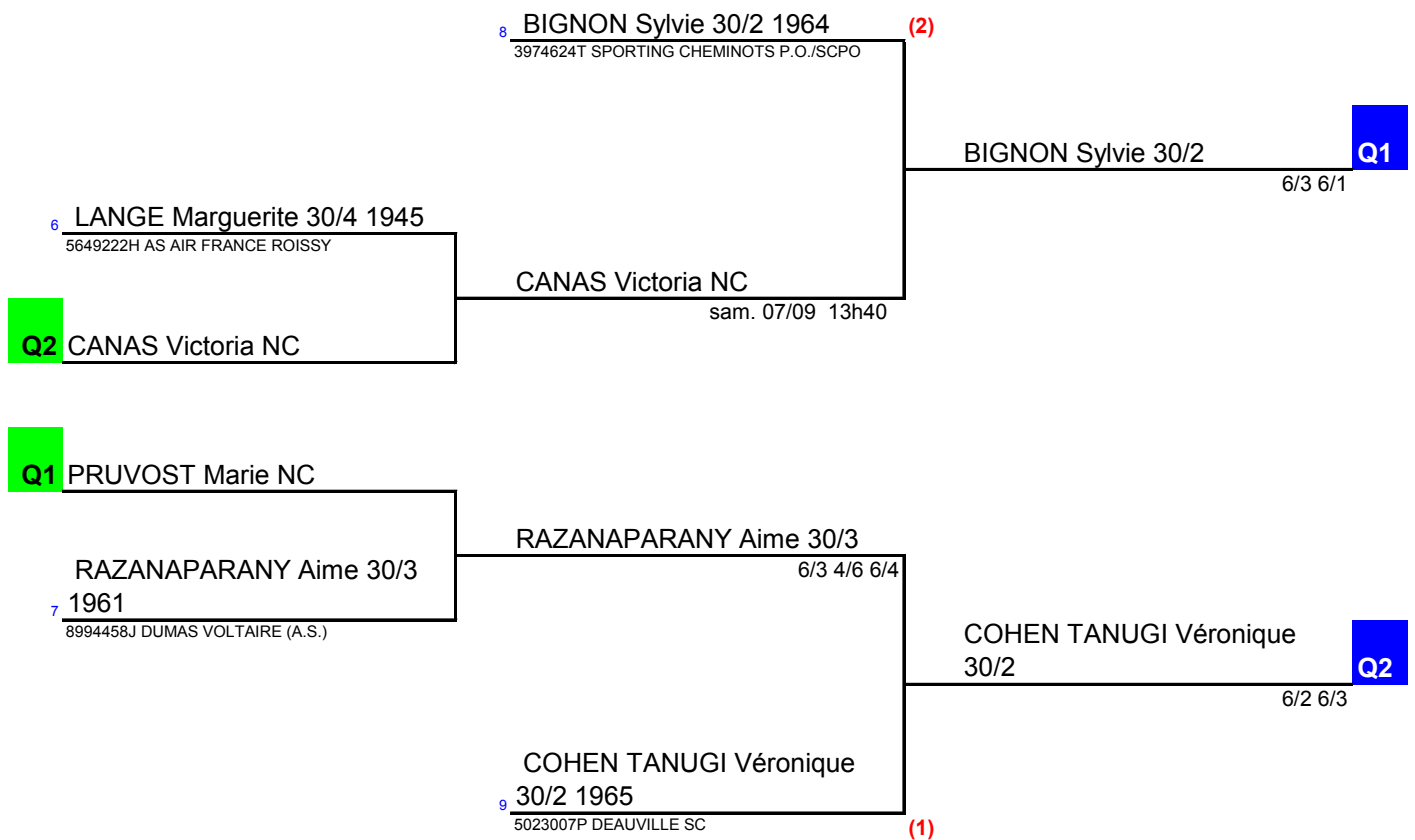 8 BIGNON Sylvie 30/2 1964 (2)
3974624T SPORTING CHEMINOTS P.O./SCPO
BIGNON Sylvie 30/2 Q1
6/3 6/1
6 LANGE Marguerite 30/4 1945
5649222H AS AIR FRANCE ROISSY
CANAS Victoria NC
sam. 07/09 13h40
Q2 CANAS Victoria NC
Q1 PRUVOST Marie NC
RAZANAPARANY Aime 30/3
6/3 4/6 6/4
RAZANAPARANY Aime 30/3
7 1961
8994458J DUMAS VOLTAIRE (A.S.)
COHEN TANUGI Véronique
30/2 Q2
6/2 6/3
COHEN TANUGI Véronique
9 30/2 1965
5023007P DEAUVILLE SC (1)